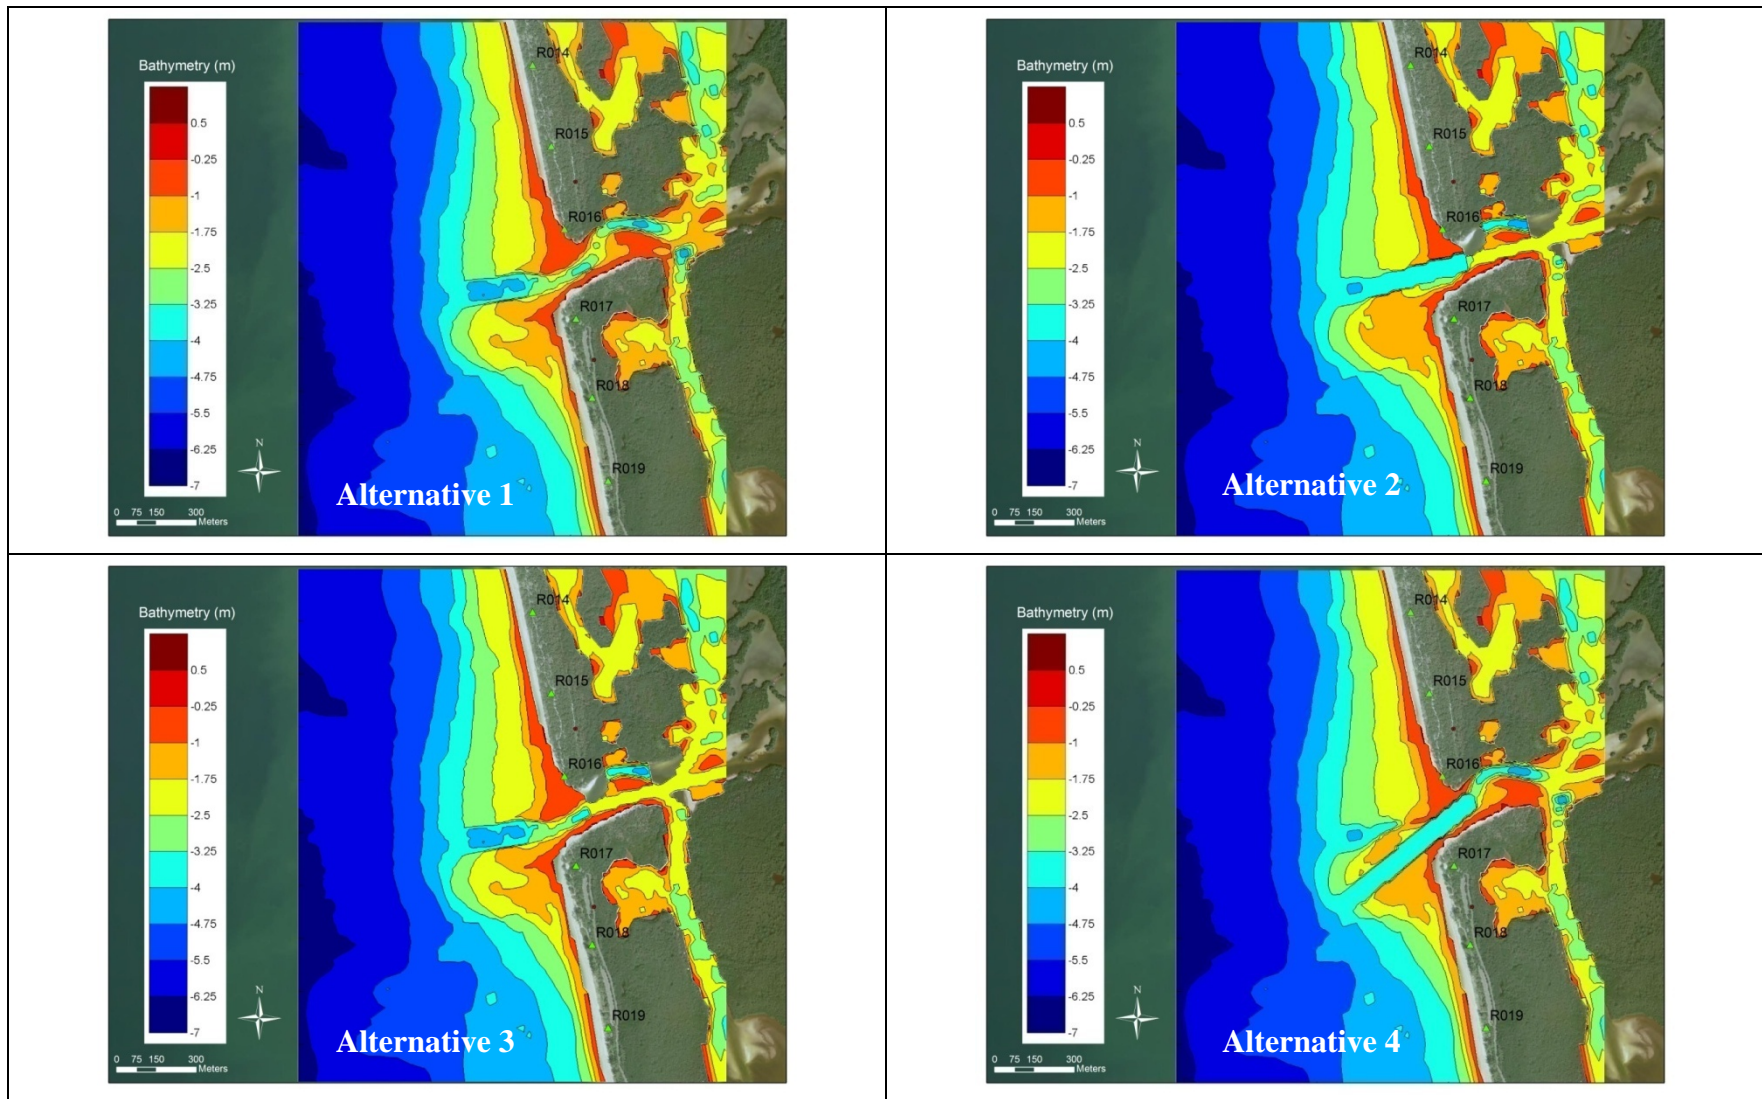 Bathymetry (m)
0.5
-0.25
-1
-1.75
-2.5
-3.25
-4
-4.75
-5.5
-6.25
-7
N
0 75 150 300
Meters
R014
R015
R016
R017
R018
R019
Alternative 1
Bathymetry (m)
0.5
-0.25
-1
-1.75
-2.5
-3.25
-4
-4.75
-5.5
-6.25
-7
N
0 75 150 300
Meters
R014
R015
R016
R017
R018
R019
Alternative 2
Bathymetry (m)
0.5
-0.25
-1
-1.75
-2.5
-3.25
-4
-4.75
-5.5
-6.25
-7
N
0 75 150 300
Meters
R014
R015
R016
R017
R018
R019
Alternative 3
Bathymetry (m)
0.5
-0.25
-1
-1.75
-2.5
-3.25
-4
-4.75
-5.5
-6.25
-7
N
0 75 150 300
Meters
R014
R015
R016
R017
R018
R019
Alternative 4